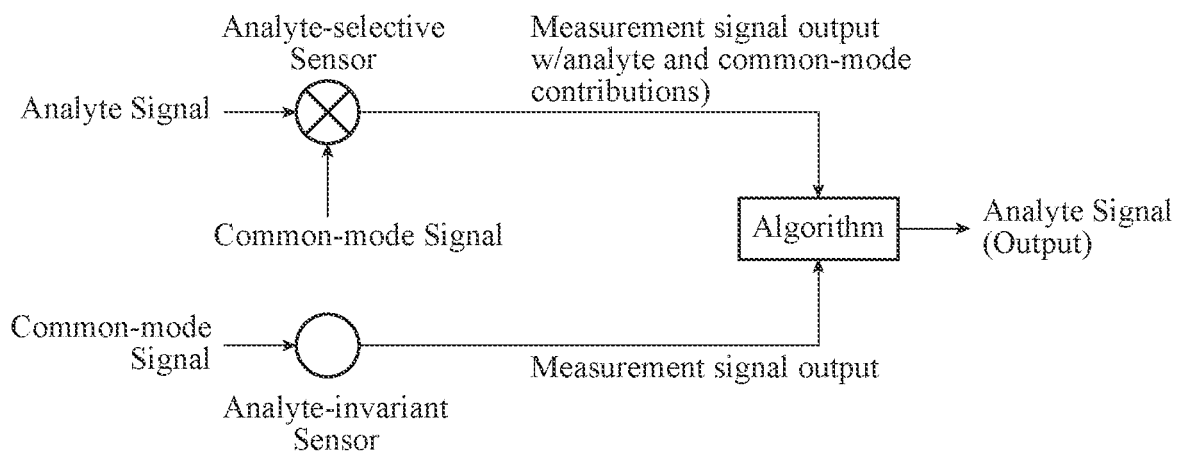 Analyte-selective
Sensor
Measurement signal output
w/analyte and common-mode
contributions)
Analyte Signal
Common-mode Signal
Algorithm
Analyte Signal
(Output)
Common-mode
Signal
Measurement signal output
Analyte-invariant
Sensor